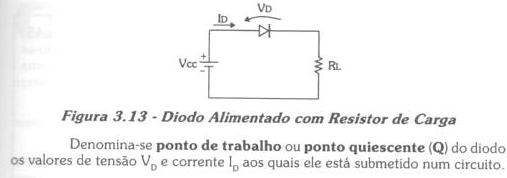 VD
ID
Vcc
+
-
RL
Figura 3.13 - Diodo Alimentado com Resistor de Carga
Denomina-se ponto de trabalho ou ponto quiescente (Q) do diodo
os valores de tensão VD e corrente ID aos quais ele está submetido num circuito.